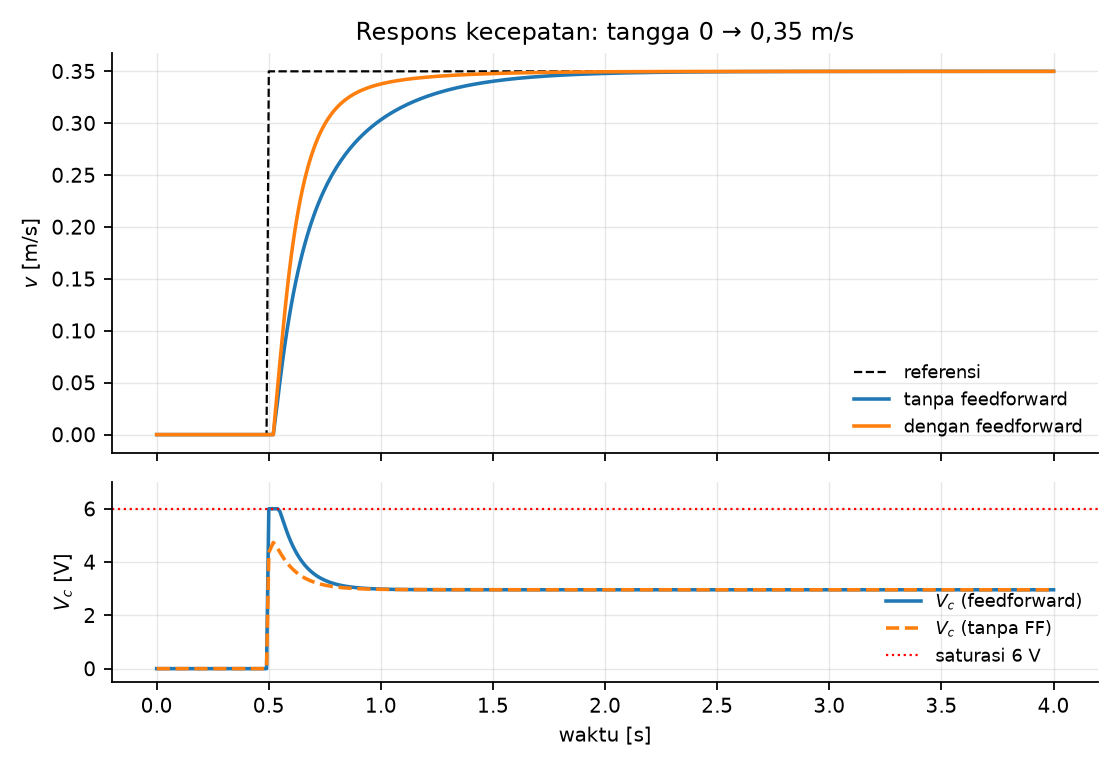 Respons kecepatan: tangga 0 → 0,35 m/s
v [m/s]
0.35
0.30
0.25
0.20
0.15
0.10
0.05
0.00
referensi
tanpa feedforward
dengan feedforward
V_c [V]
6
4
2
0
V_c (feedforward)
V_c (tanpa FF)
saturasi 6 V
0.0 0.5 1.0 1.5 2.0 2.5 3.0 3.5 4.0
waktu [s]